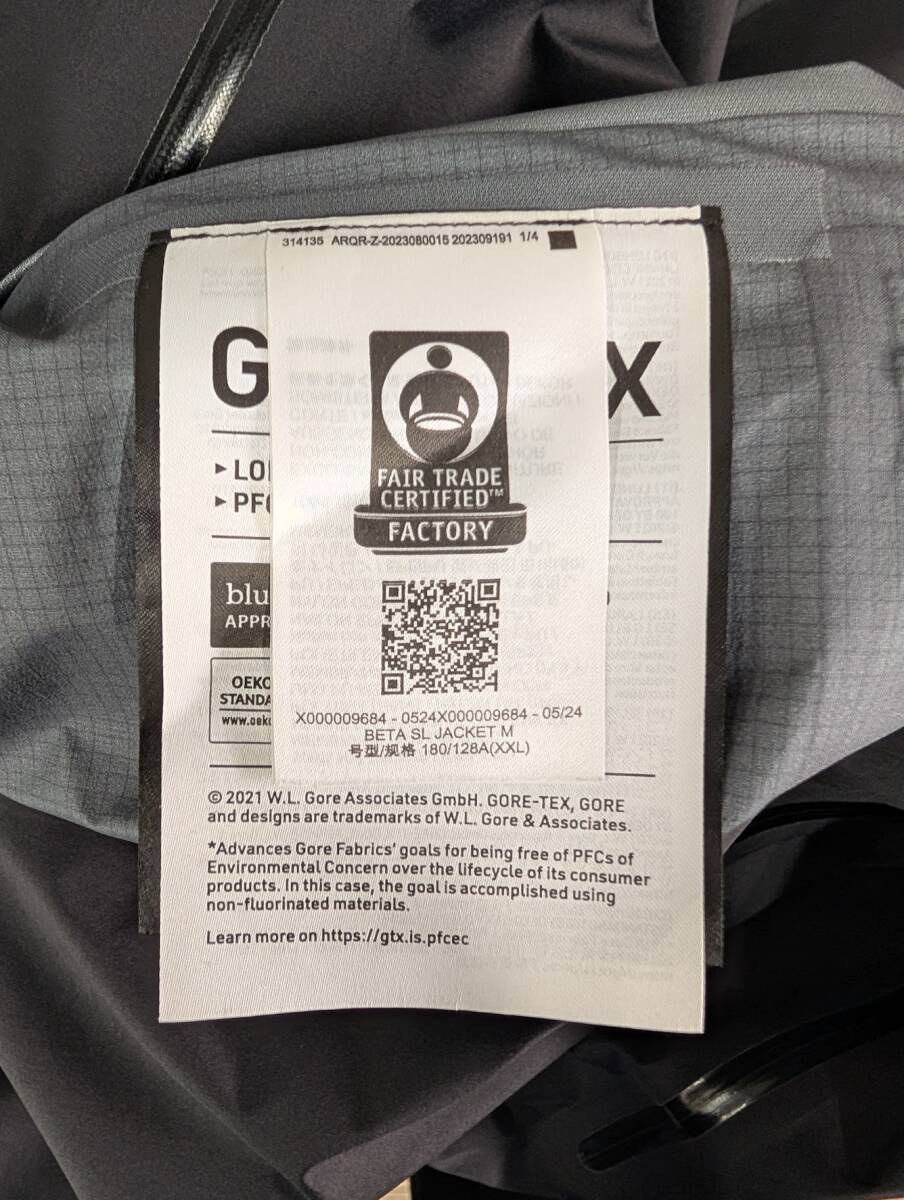 314135 ARQR-Z-2023080015 202309191 1/4
G X
FAIR TRADE
CERTIFIED™
FACTORY
▸ LO
▸ PF
blu
APPR
OEKO
STANDA
www.oek
X000009684 - 0524X000009684 - 05/24
BETA SL JACKET M
号型/规格 180/128A(XXL)
© 2021 W.L. Gore Associates GmbH. GORE-TEX, GORE
and designs are trademarks of W.L. Gore & Associates.
*Advances Gore Fabrics' goals for being free of PFCs of
Environmental Concern over the lifecycle of its consumer
products. In this case, the goal is accomplished using
non-fluorinated materials.
Learn more on https://gtx.is.pfcec